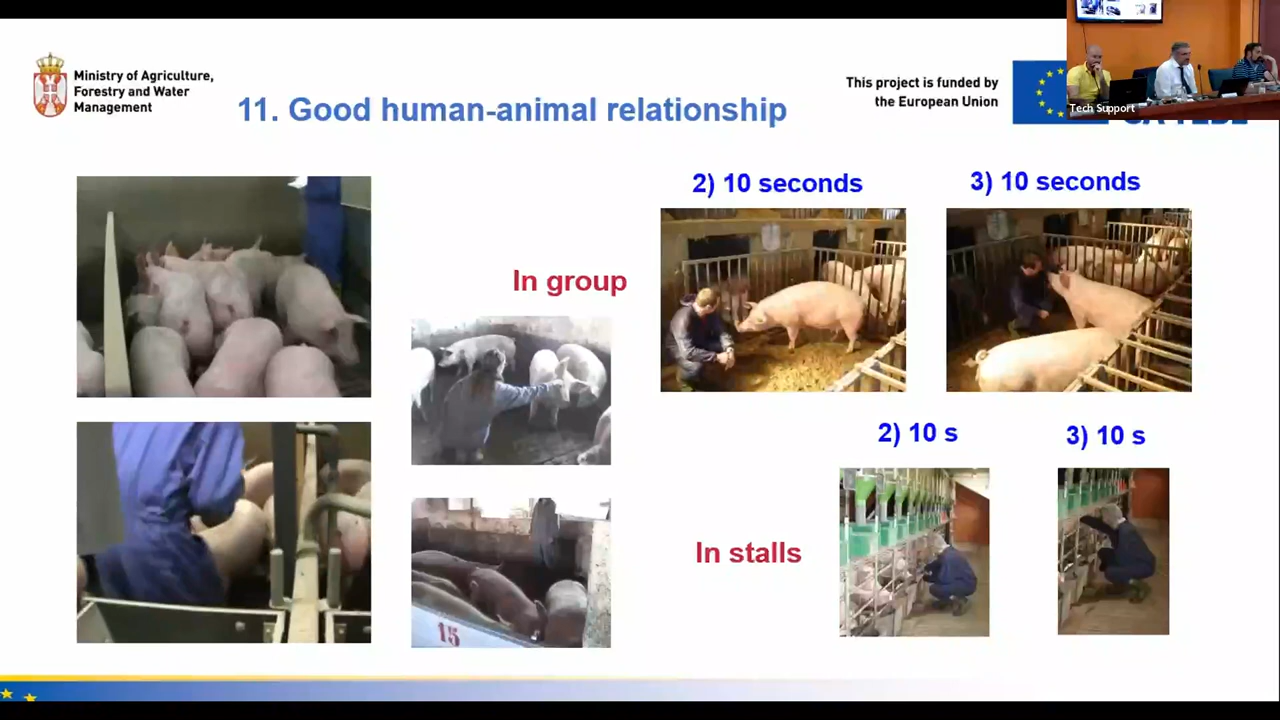 Ministry of Agriculture,
Forestry and Water
Management
11. Good human-animal relationship
This project is funded by
the European Union
Tech Support
2) 10 seconds
3) 10 seconds
In group
2) 10 s
3) 10 s
In stalls
15